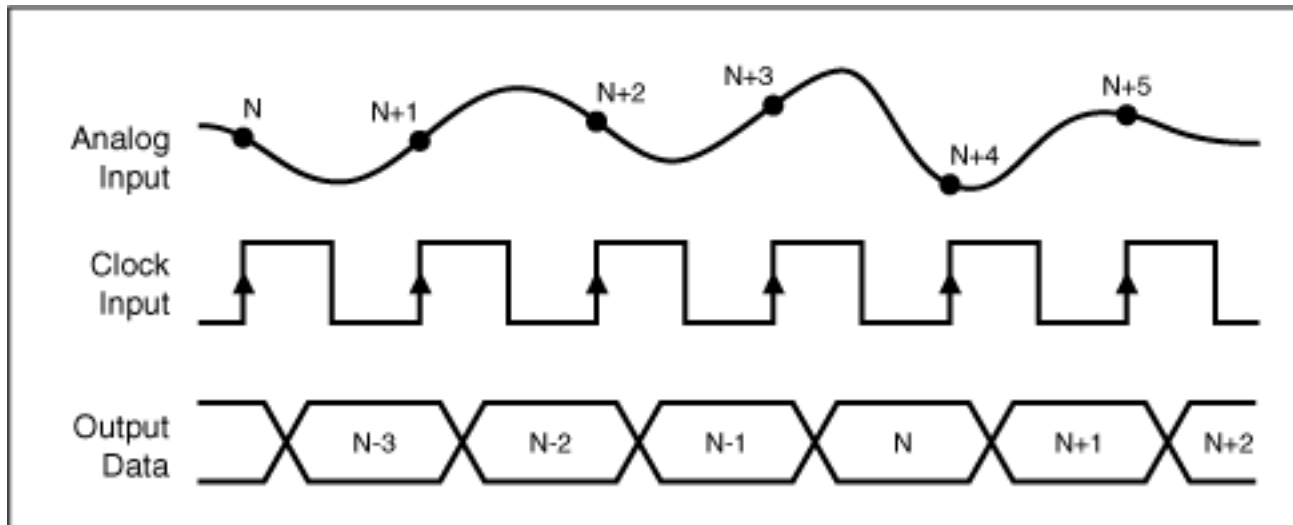 N
N+1
N+2
N+3
N+4
N+5
Analog
Input
Clock
Input
Output
Data
N-3
N-2
N-1
N
N+1
N+2